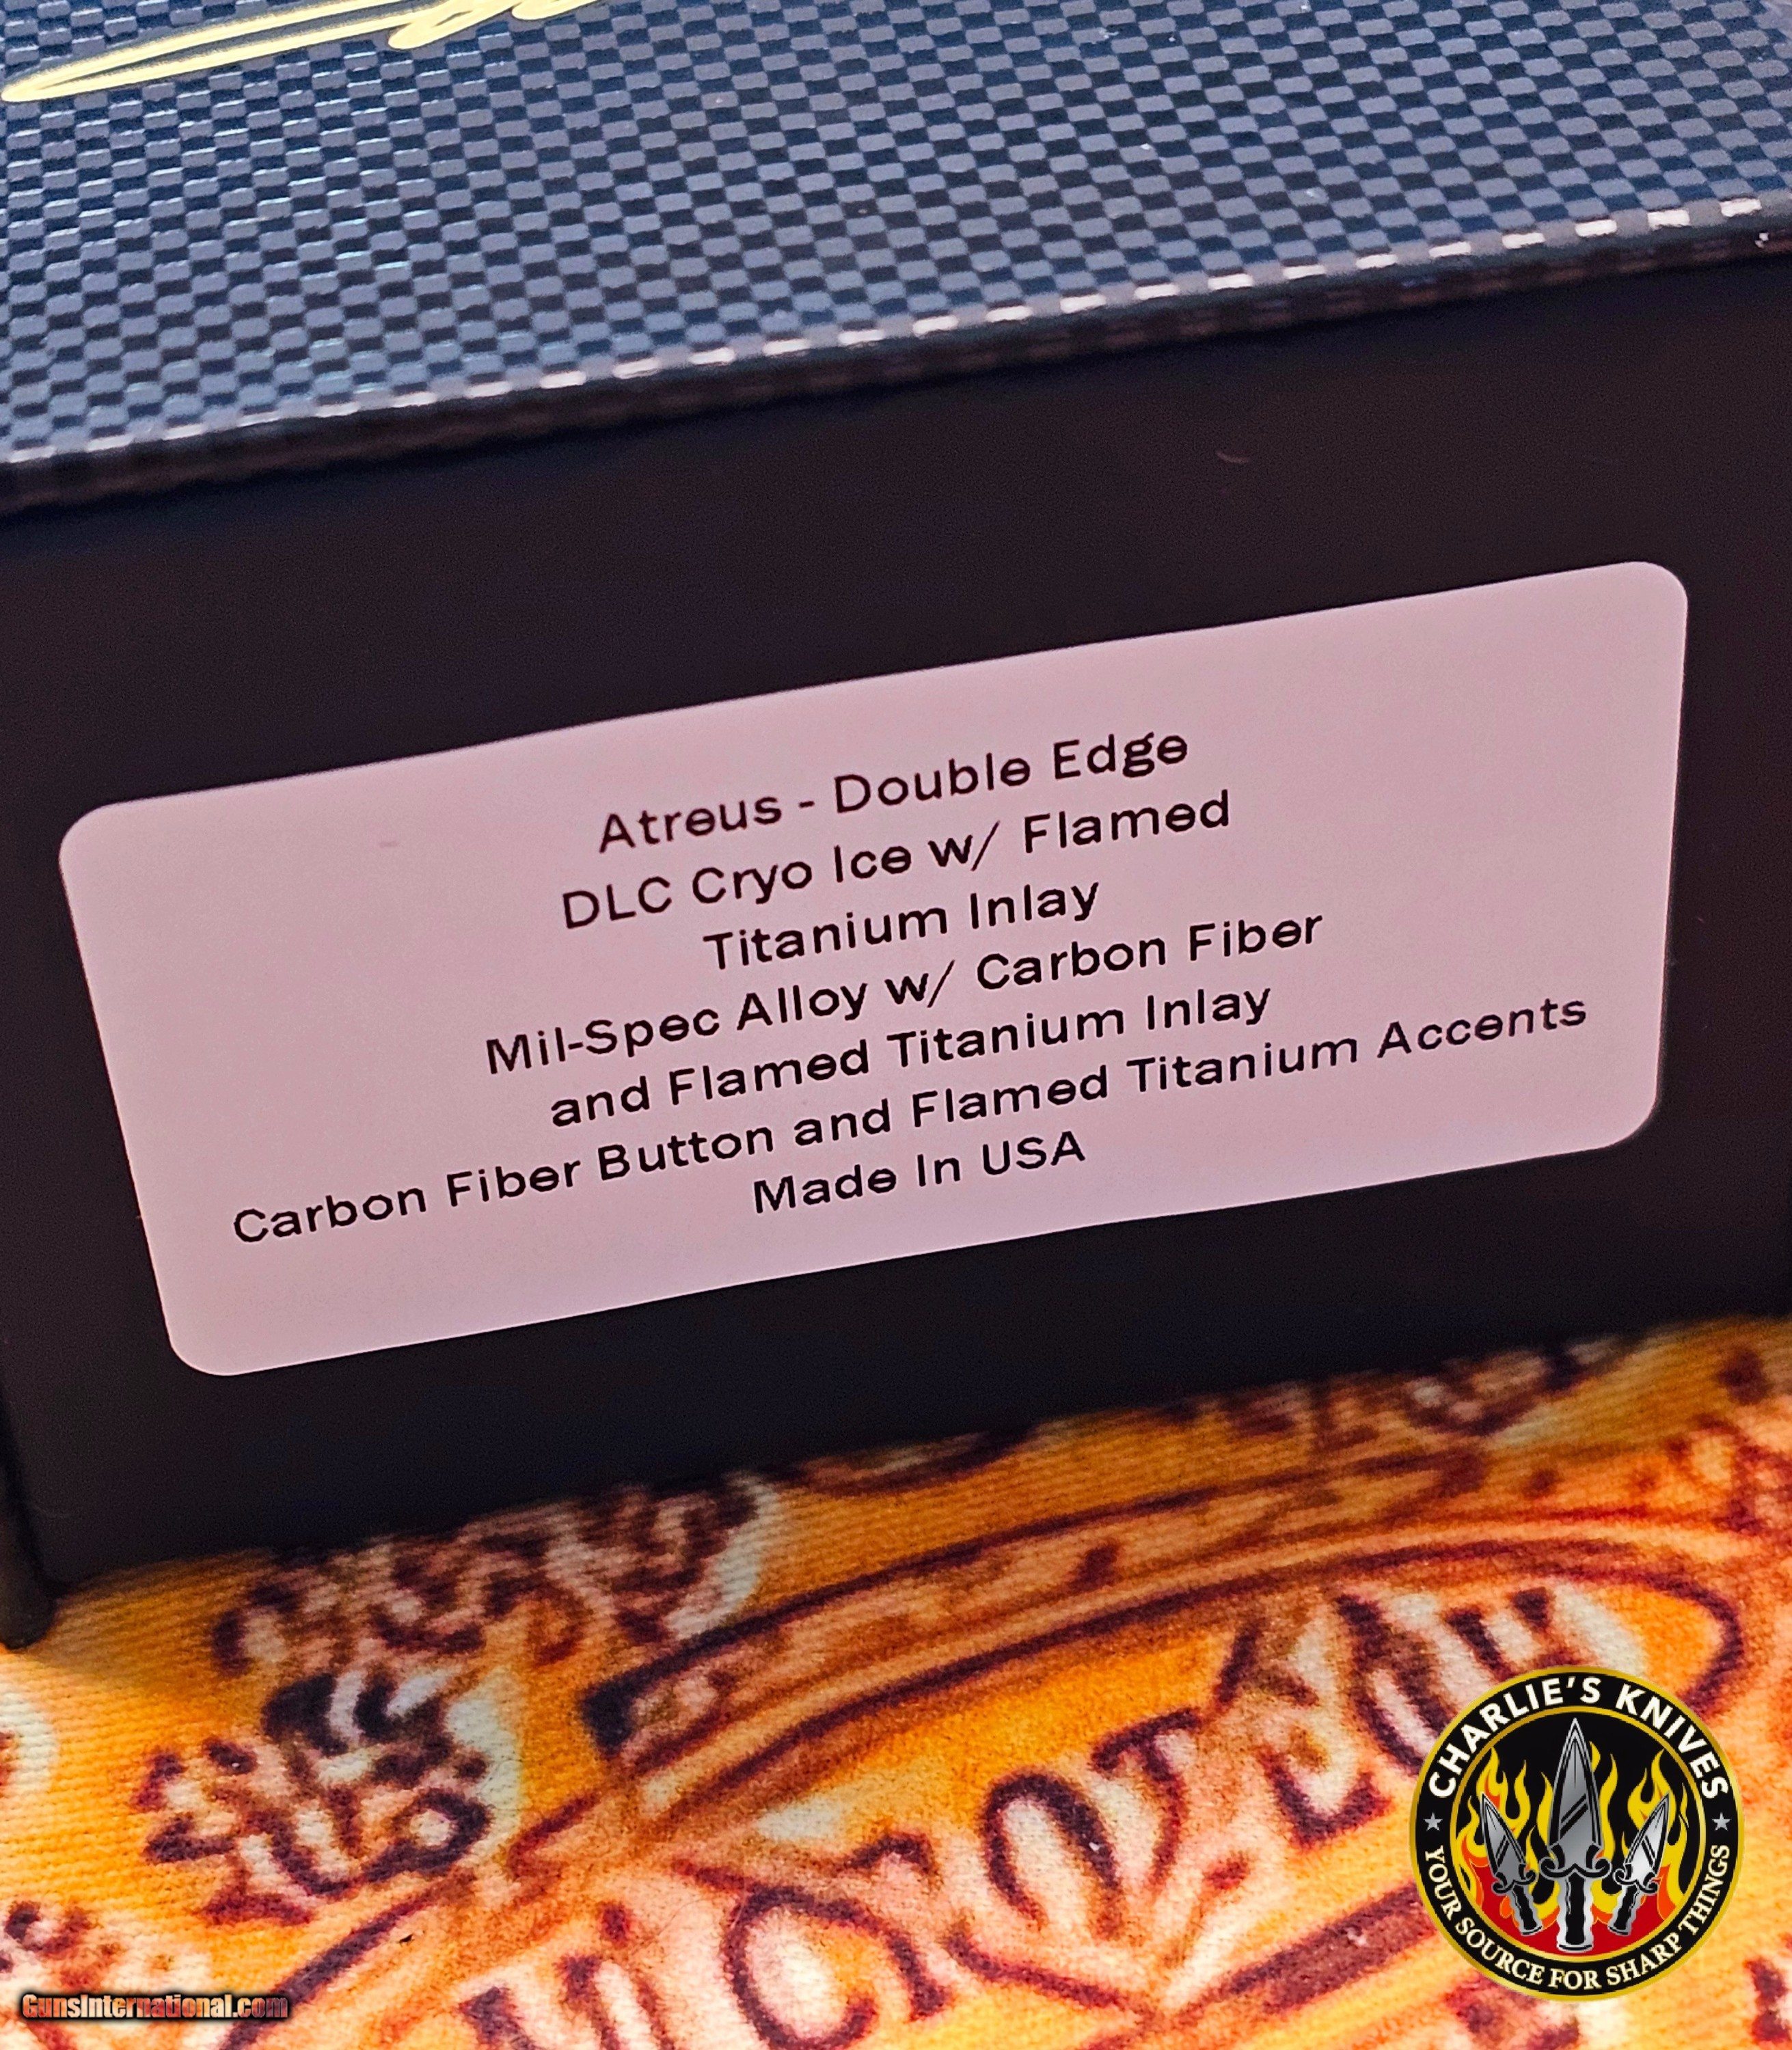 Atreus - Double Edge
DLC Cryo Ice w/ Flamed
Titanium Inlay
Mil-Spec Alloy w/ Carbon Fiber
and Flamed Titanium Inlay
Carbon Fiber Button and Flamed Titanium Accents
Made In USA
MICROTECH
CHARLIE'S KNIVES
YOUR SOURCE FOR SHARP THINGS
GunsInternational.com